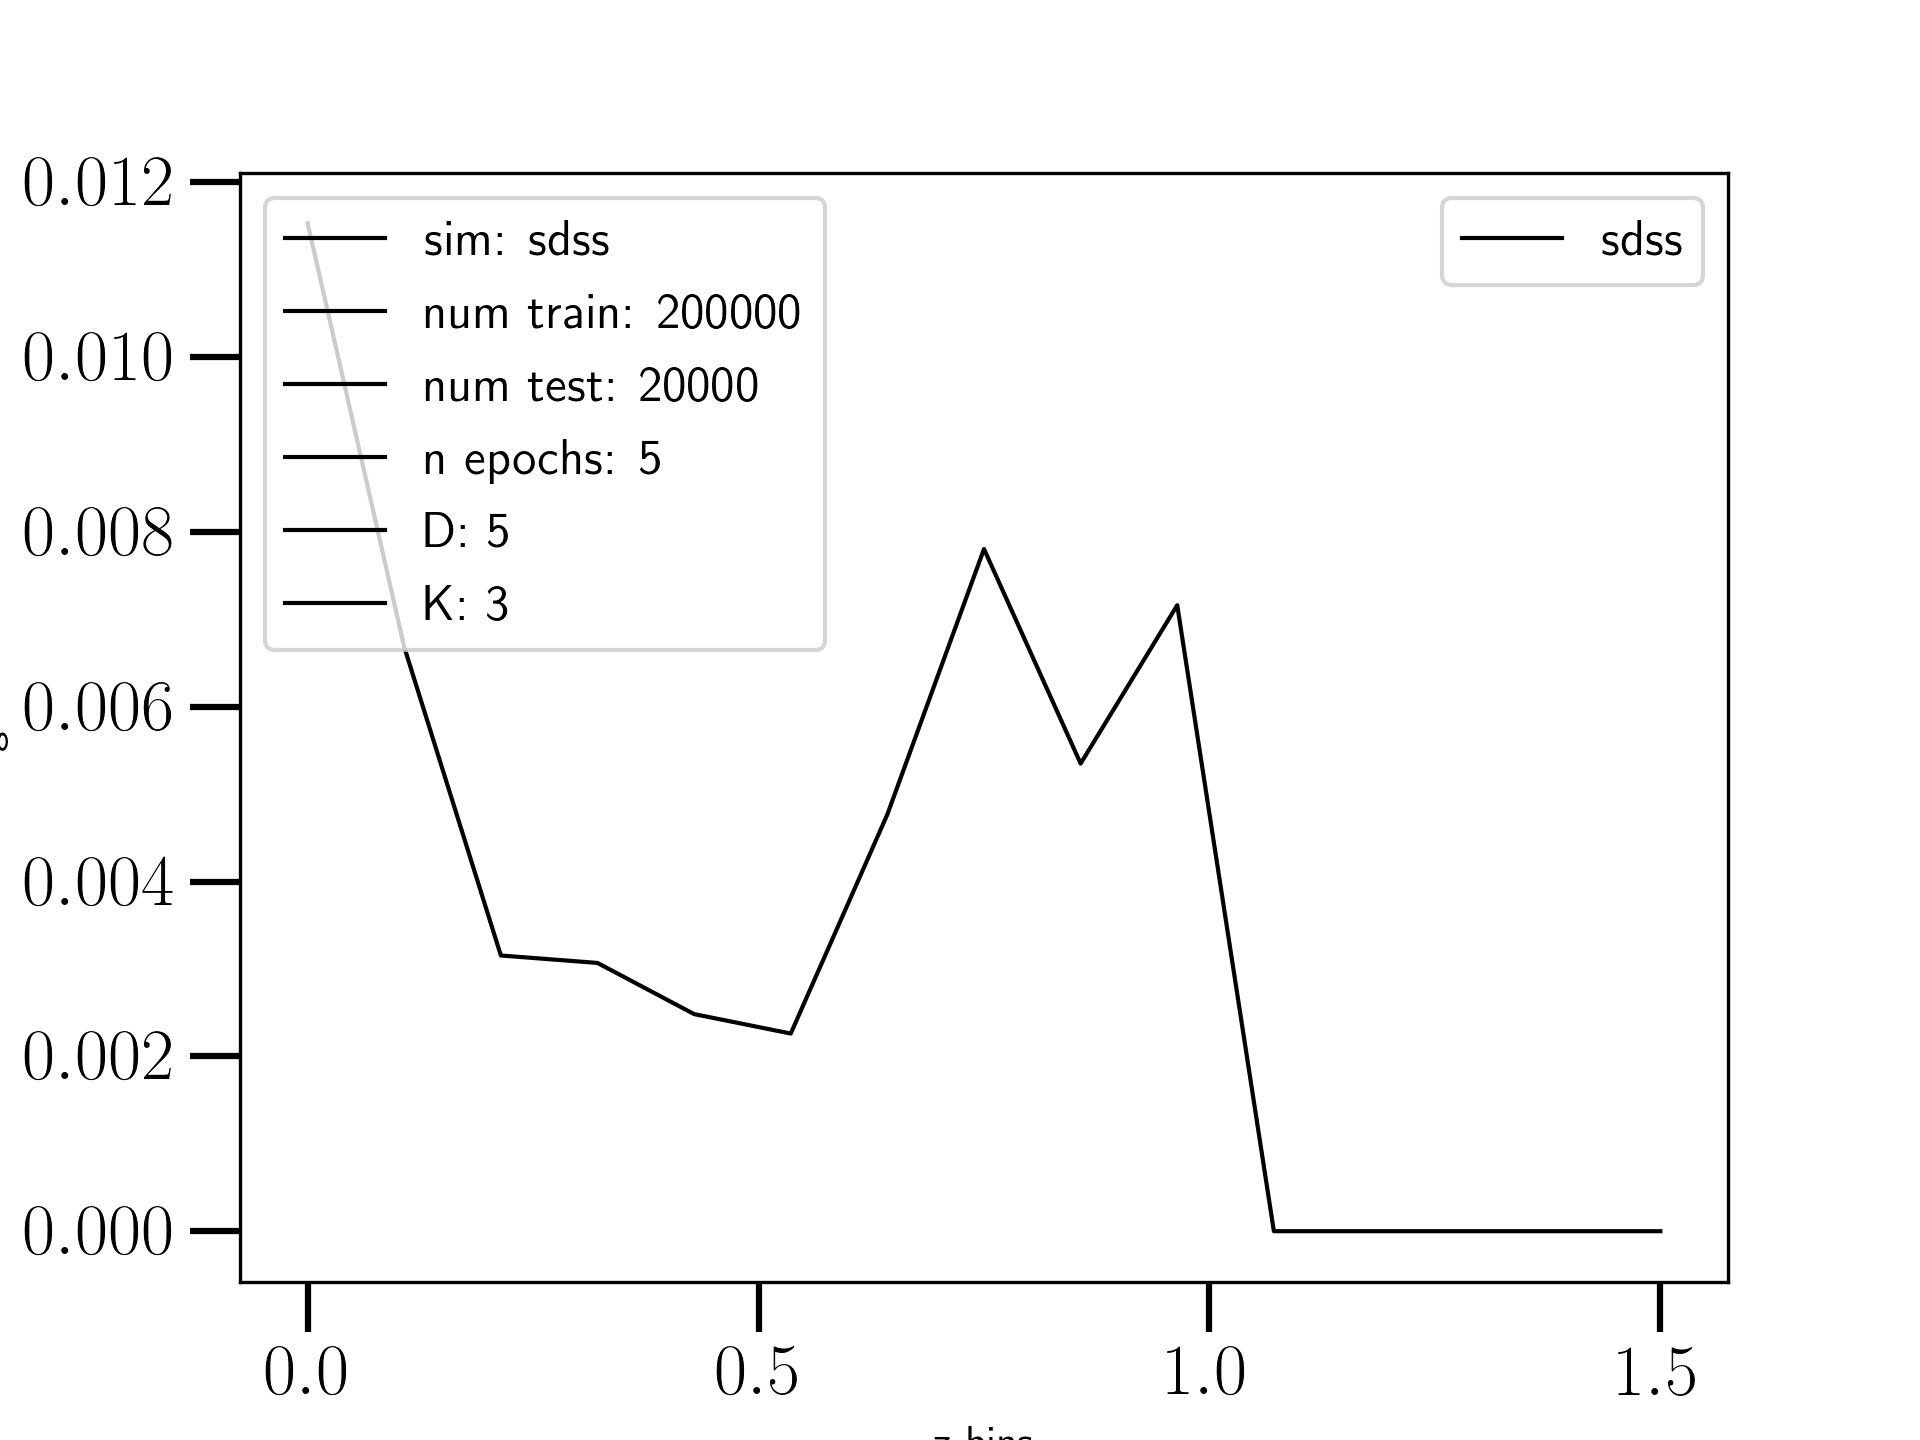 0.012
0.010
0.008
0.006
0.004
0.002
0.000
sim: sdss
num train: 200000
num test: 20000
n epochs: 5
D: 5
K: 3
sdss
0.0 0.5 1.0 1.5
z bins